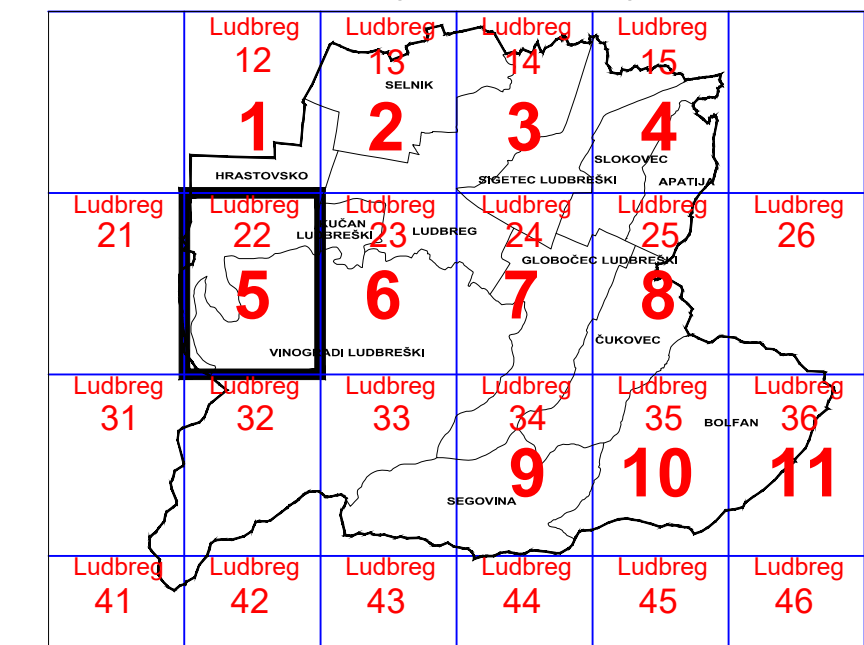 Ludbreg
12
1
Ludbreg
13
2
Ludbreg
14
3
Ludbreg
15
4
SELNIK
HRASTOVSKO
SIGETEC LUDBREŠKI
SLOKOVEC
APATIJA
Ludbreg
21
Ludbreg
22
5
Ludbreg
23
6
Ludbreg
24
7
Ludbreg
25
8
Ludbreg
26
KUČAN
LUDBREŠKI
LUDBREG
GLOBOČEC LUDBREŠKI
ČUKOVEC
VINOGRADI LUDBREŠKI
Ludbreg
31
Ludbreg
32
Ludbreg
33
Ludbreg
34
9
Ludbreg
35
10
Ludbreg
36
11
BOLFAN
SEGOVINA
Ludbreg
41
Ludbreg
42
Ludbreg
43
Ludbreg
44
Ludbreg
45
Ludbreg
46